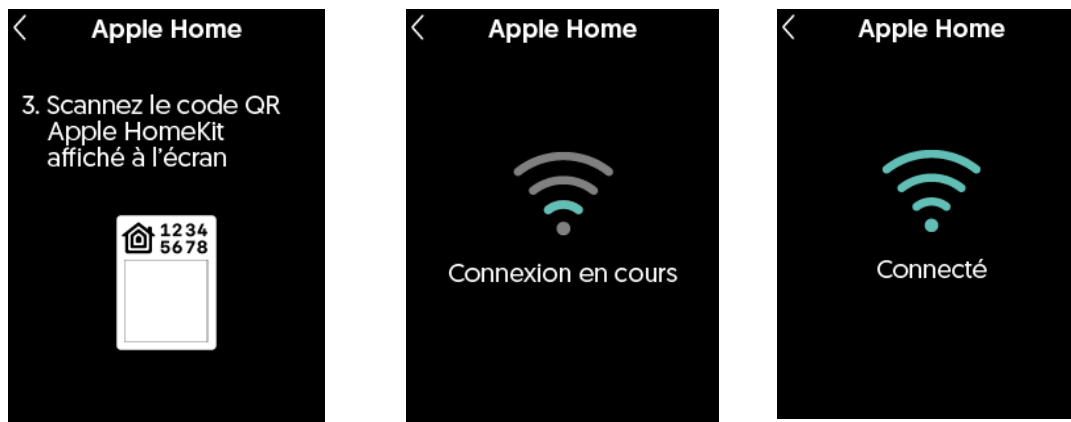 Apple Home
3. Scannez le code QR
Apple HomeKit
affiché à l'écran
1234
5678
Apple Home
Connexion en cours
Apple Home
Connecté